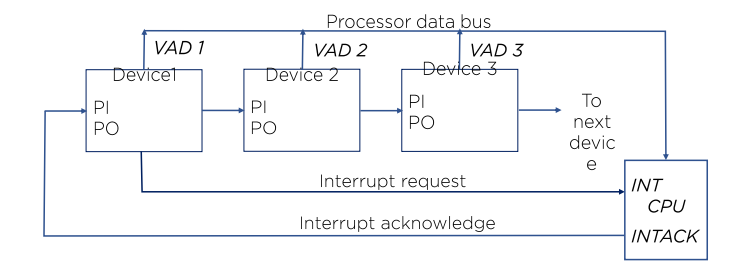 Processor data bus
VAD 1
VAD 2
VAD 3
Device1
Device 2
Device 3
PI
PO
PI
PO
PI
PO
To
next
devic
e
Interrupt request
INT
CPU
Interrupt acknowledge
INTACK